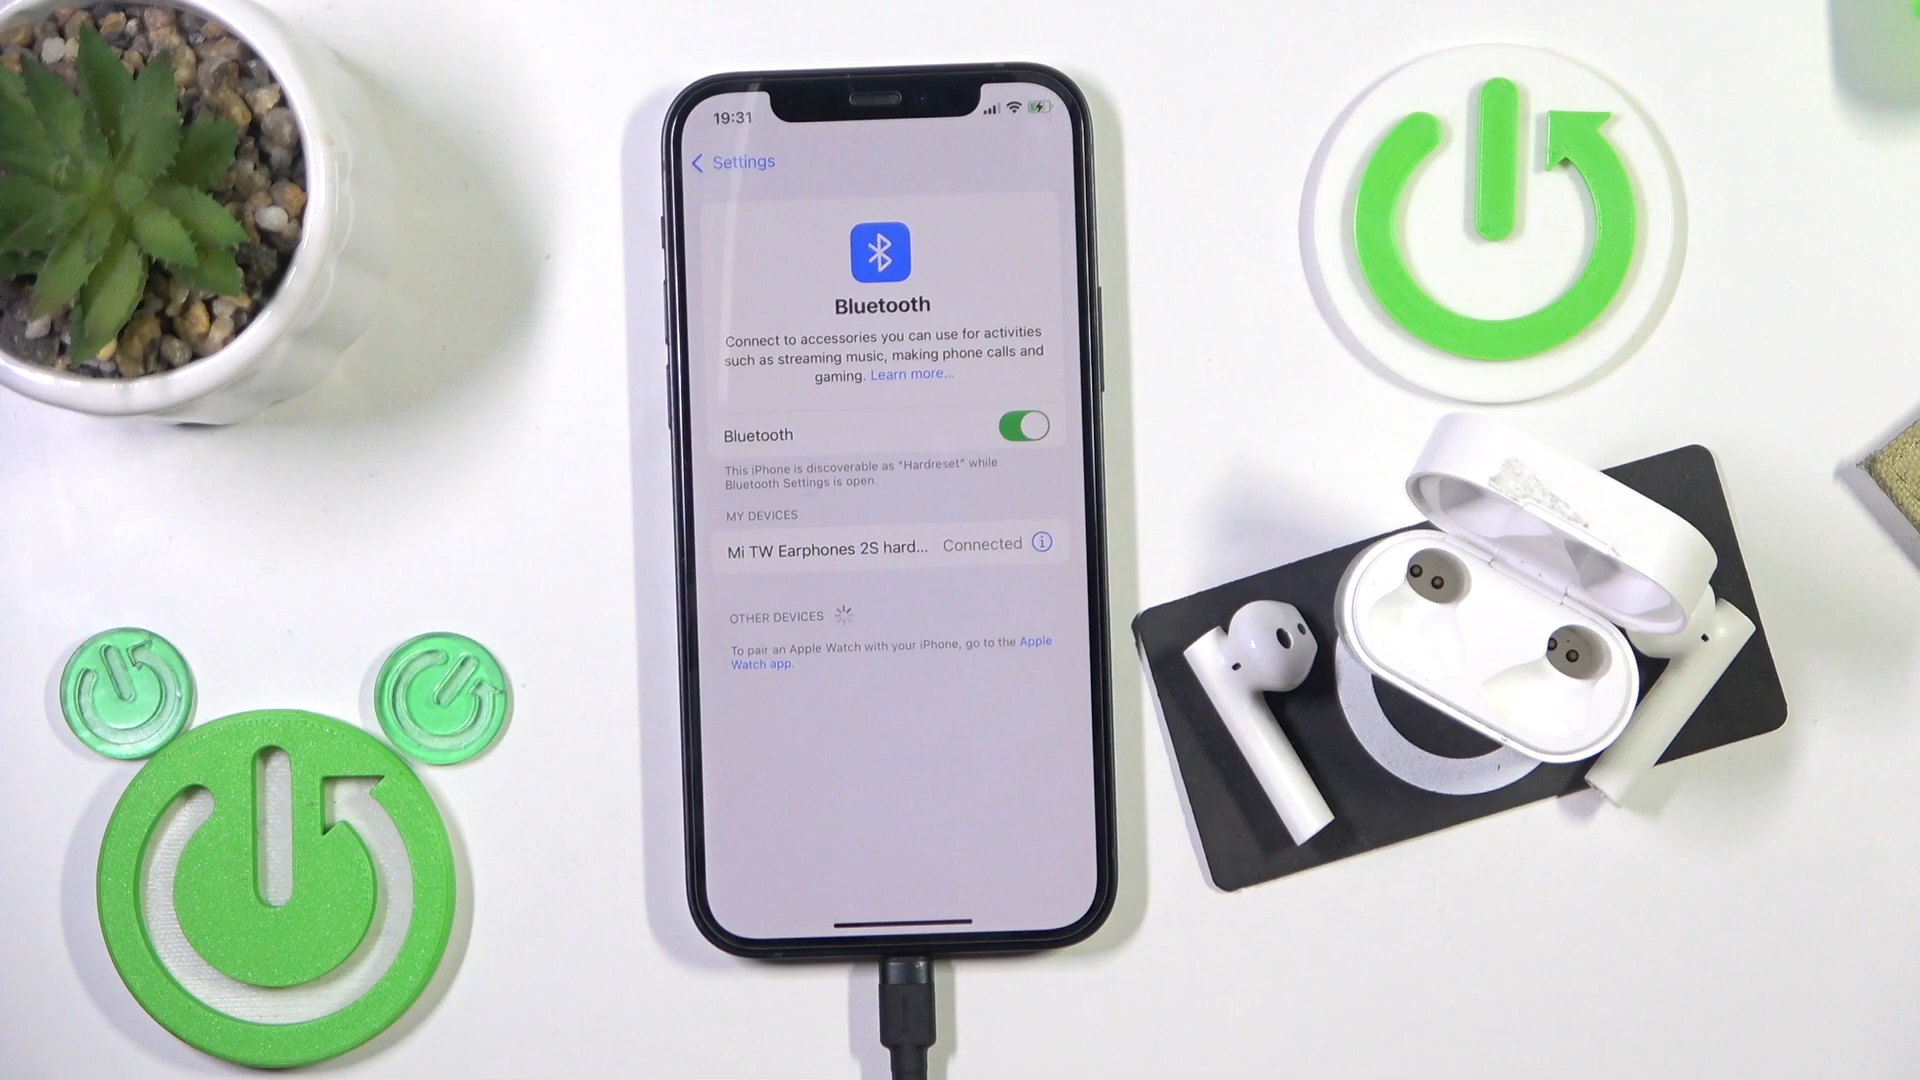 19:31
Settings
Bluetooth
Connect to accessories you can use for activities
such as streaming music, making phone calls and
gaming. Learn more...
Bluetooth
This iPhone is discoverable as “Hardreset” while
Bluetooth Settings is open.
MY DEVICES
Mi TW Earphones 2S hard... Connected
OTHER DEVICES
To pair an Apple Watch with your iPhone, go to the Apple
Watch app.